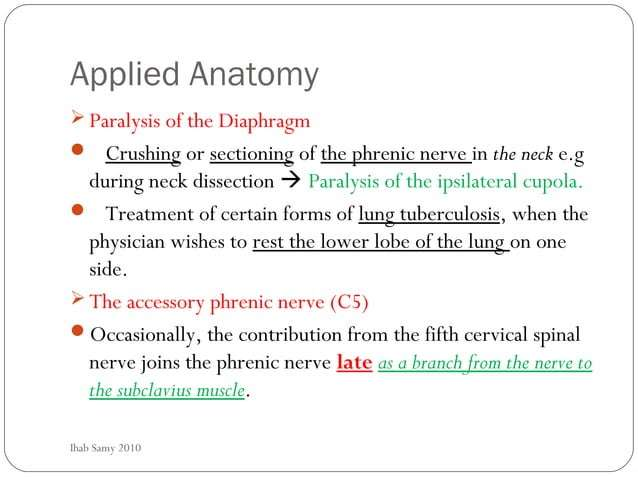 Applied Anatomy
Paralysis of the Diaphragm
Crushing or sectioning of the phrenic nerve in the neck e.g
during neck dissection → Paralysis of the ipsilateral cupola.
Treatment of certain forms of lung tuberculosis, when the
physician wishes to rest the lower lobe of the lung on one
side.
The accessory phrenic nerve (C5)
Occasionally, the contribution from the fifth cervical spinal
nerve joins the phrenic nerve late as a branch from the nerve to
the subclavius muscle.
Ihab Samy 2010